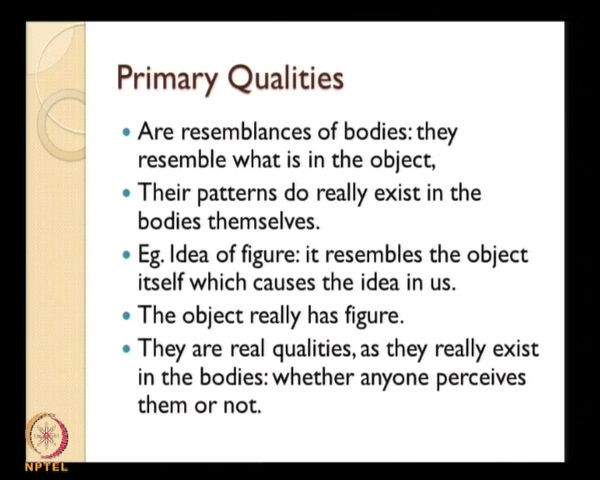 Primary Qualities
• Are resemblances of bodies: they
resemble what is in the object,
• Their patterns do really exist in the
bodies themselves.
• Eg. Idea of figure: it resembles the object
itself which causes the idea in us.
• The object really has figure.
• They are real qualities, as they really exist
in the bodies: whether anyone perceives
them or not.
NPTEL